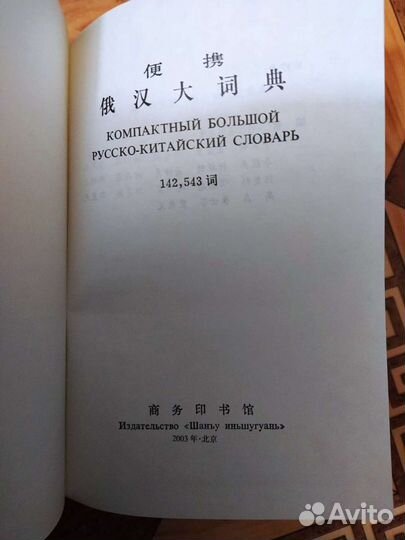 便携
俄汉大词典
КОМПАКТНЫЙ БОЛЬШОЙ
РУССКО-КИТАЙСКИЙ СЛОВАРЬ
142,543 词
商务印书馆
Издательство «Шанъу иньшугуань»
2003 年·北京
Avito